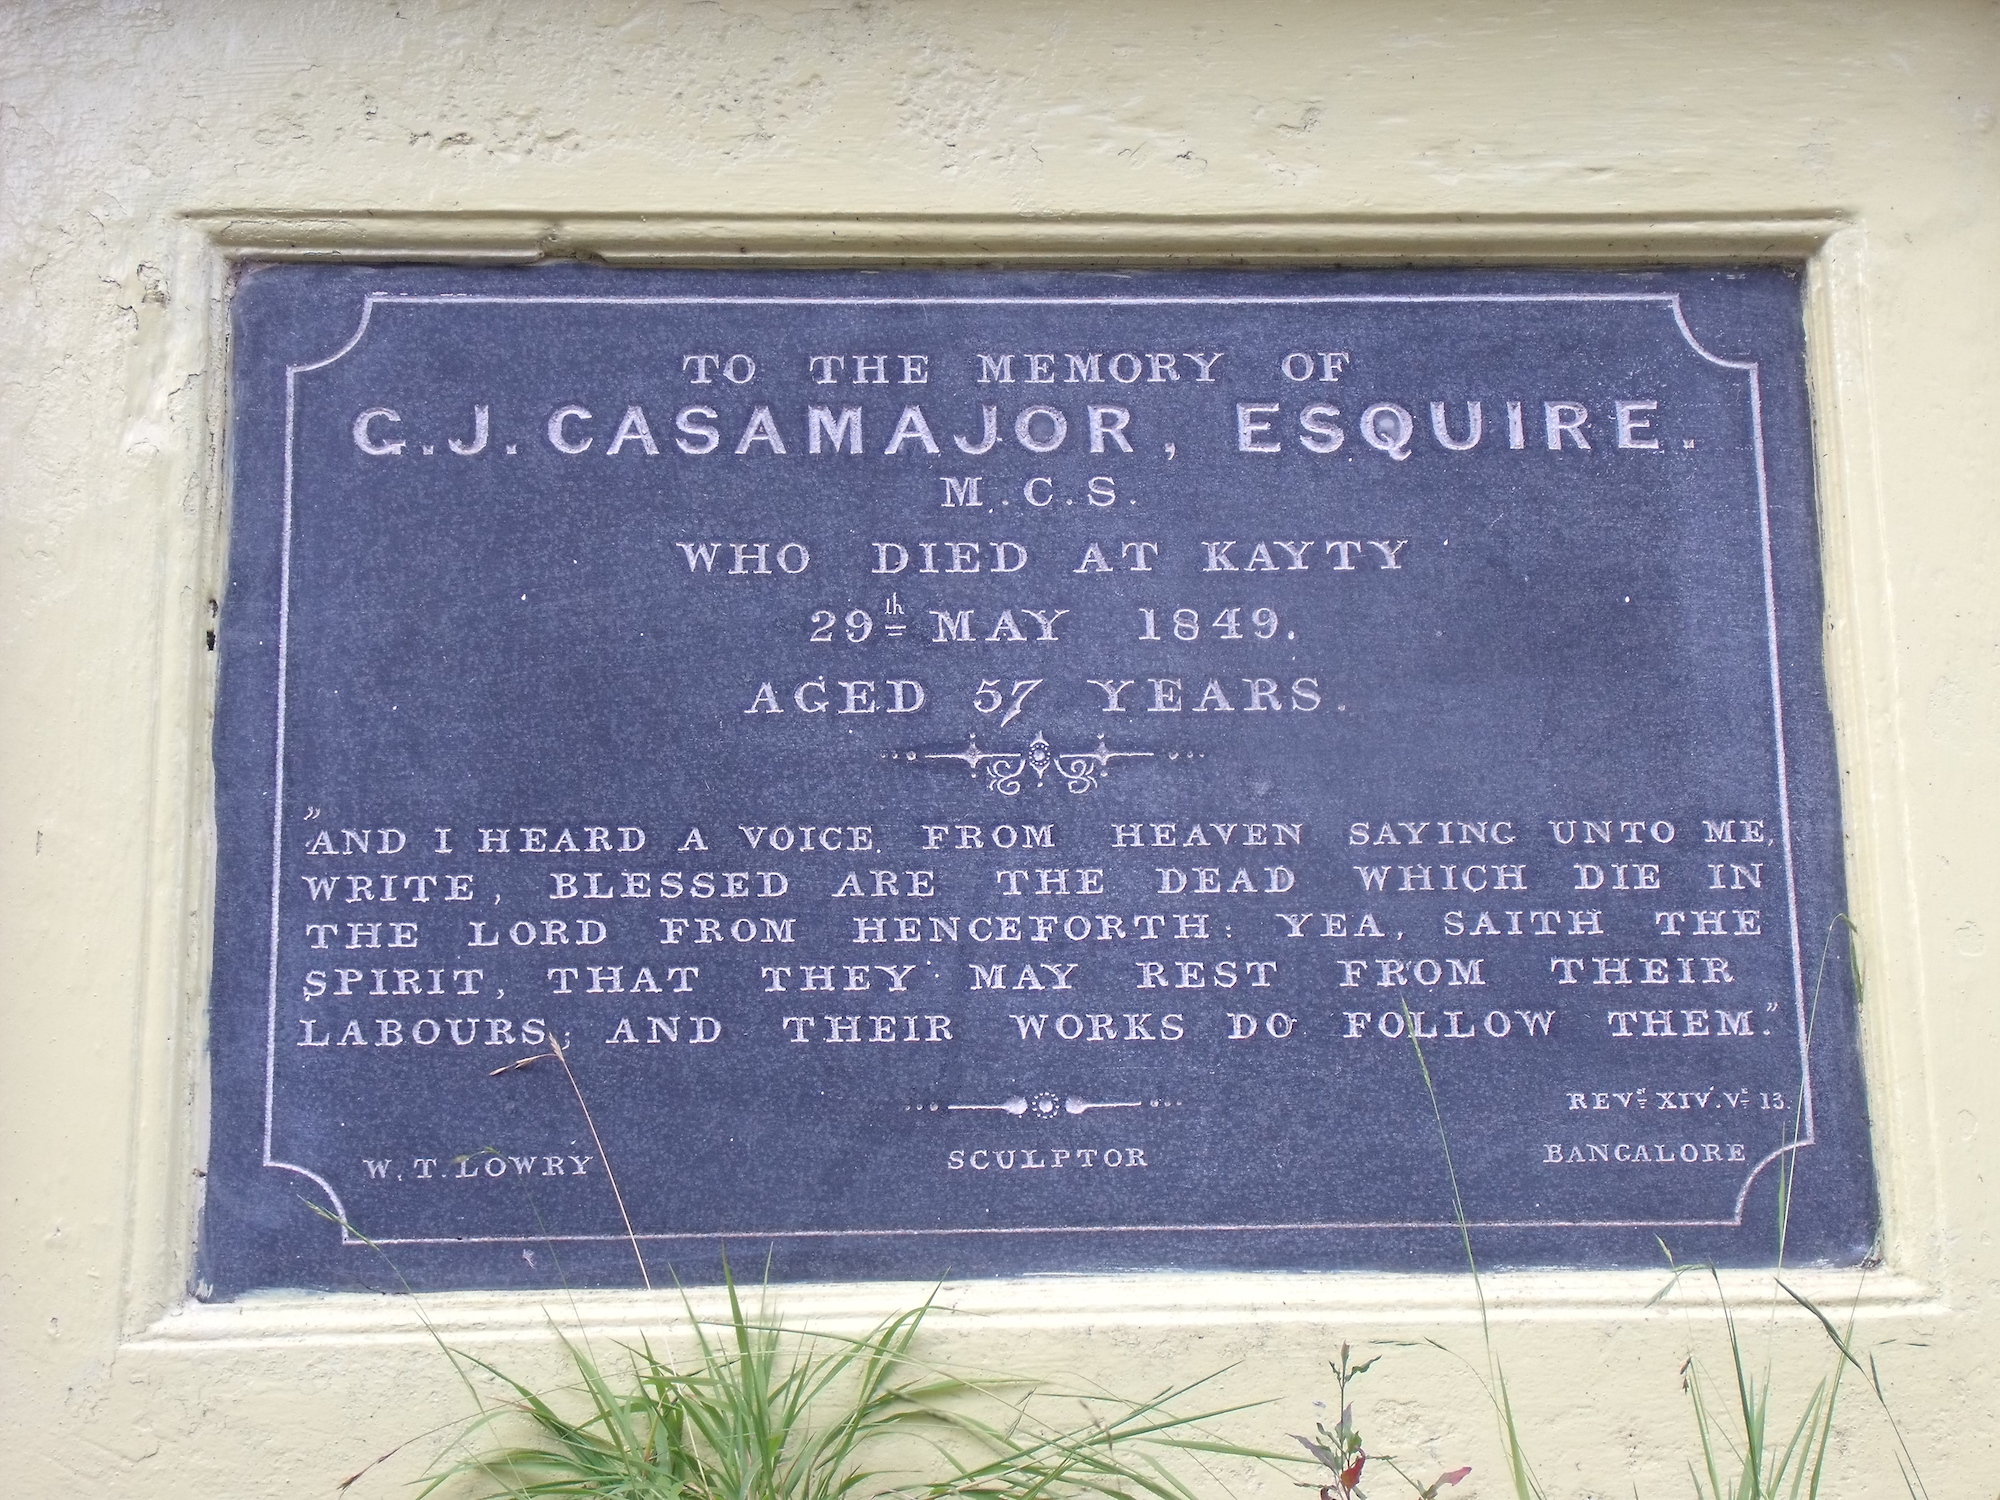 TO THE MEMORY OF
G.J. CASAMAJOR, ESQUIRE.
M.C.S.
WHO DIED AT KAYTY
29th MAY 1849.
AGED 57 YEARS.
"AND I HEARD A VOICE FROM HEAVEN SAYING UNTO ME,
WRITE, BLESSED ARE THE DEAD WHICH DIE IN
THE LORD FROM HENCEFORTH: YEA, SAITH THE
SPIRIT, THAT THEY MAY REST FROM THEIR
LABOURS; AND THEIR WORKS DO FOLLOW THEM."
REVn XIV. Ve 13.
W. T. LOWRY SCULPTOR BANGALORE